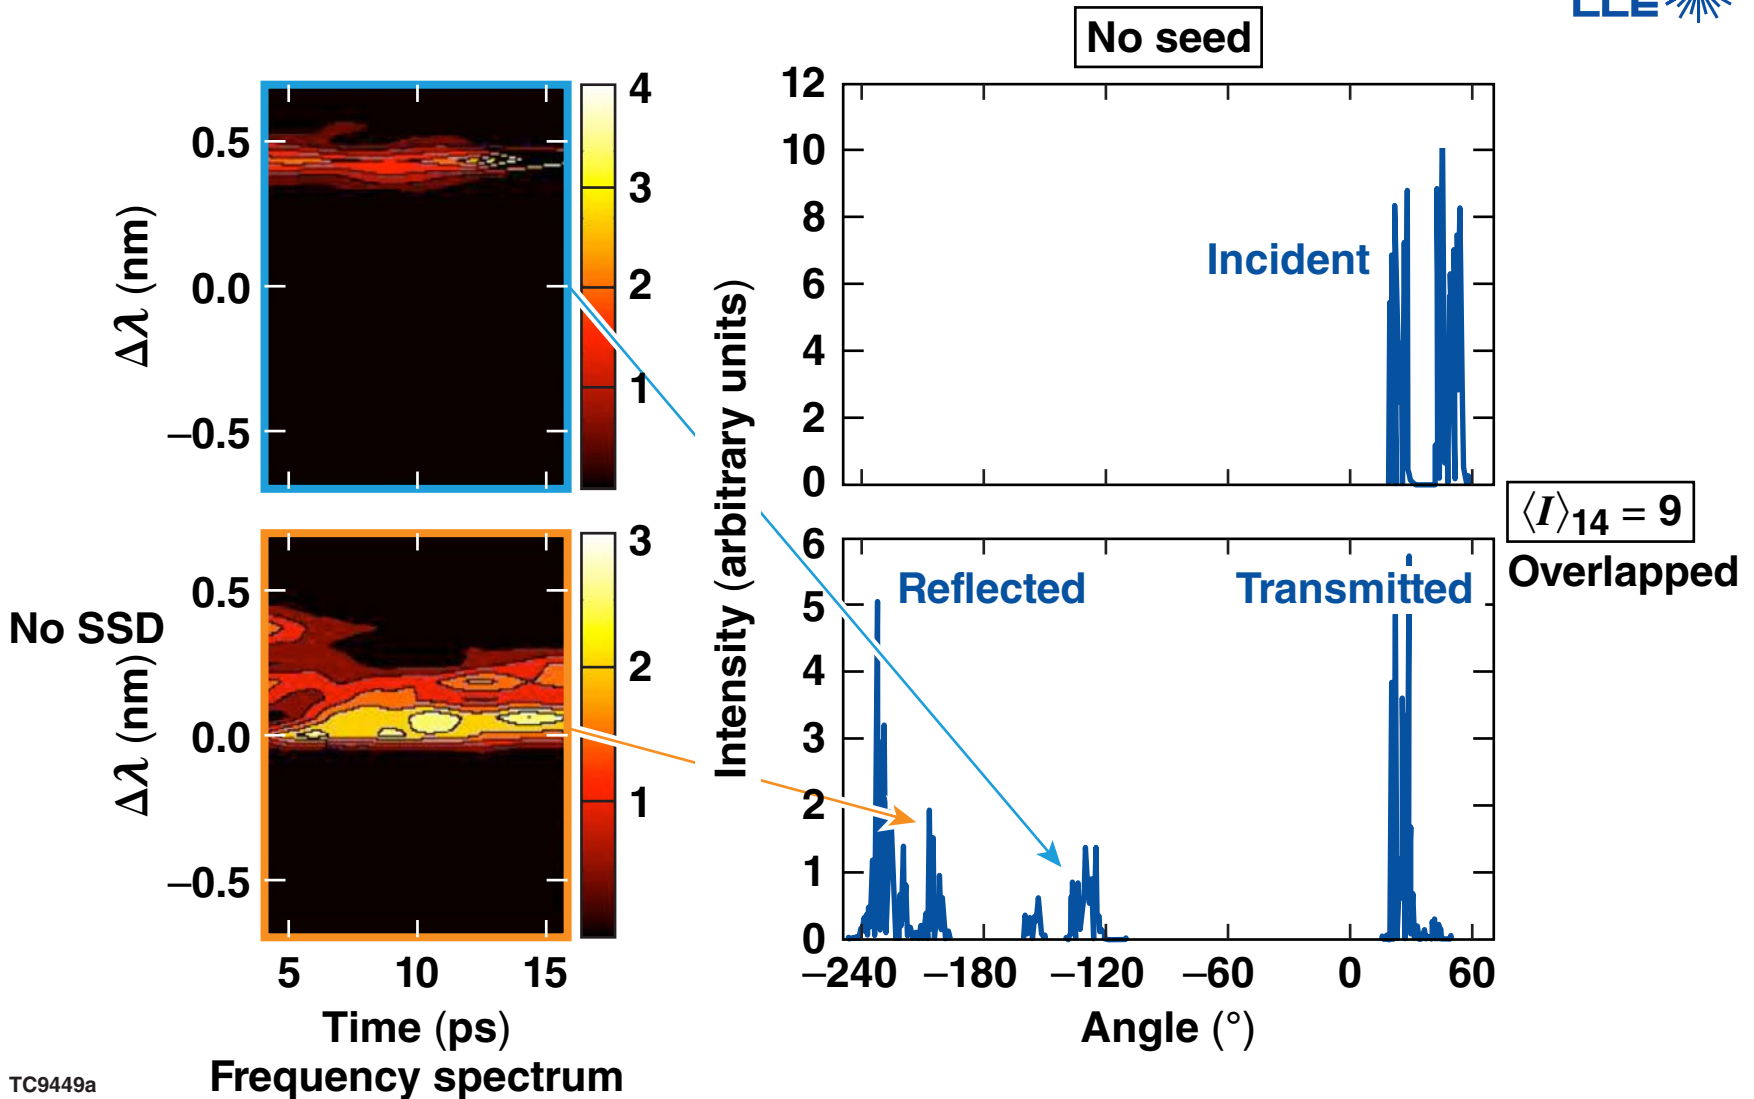 LLE
No seed
4
3
2
1
0.5
0.0
–0.5
Δλ (nm)
12
10
8
6
4
2
0
Incident
Intensity (arbitrary units)
⟨I⟩14 = 9
Overlapped
No SSD
3
2
1
0.5
0.0
–0.5
Δλ (nm)
5
10
15
Time (ps)
Frequency spectrum
6
5
4
3
2
1
0
Reflected
Transmitted
–240
–180
–120
–60
0
60
Angle (°)
TC9449a